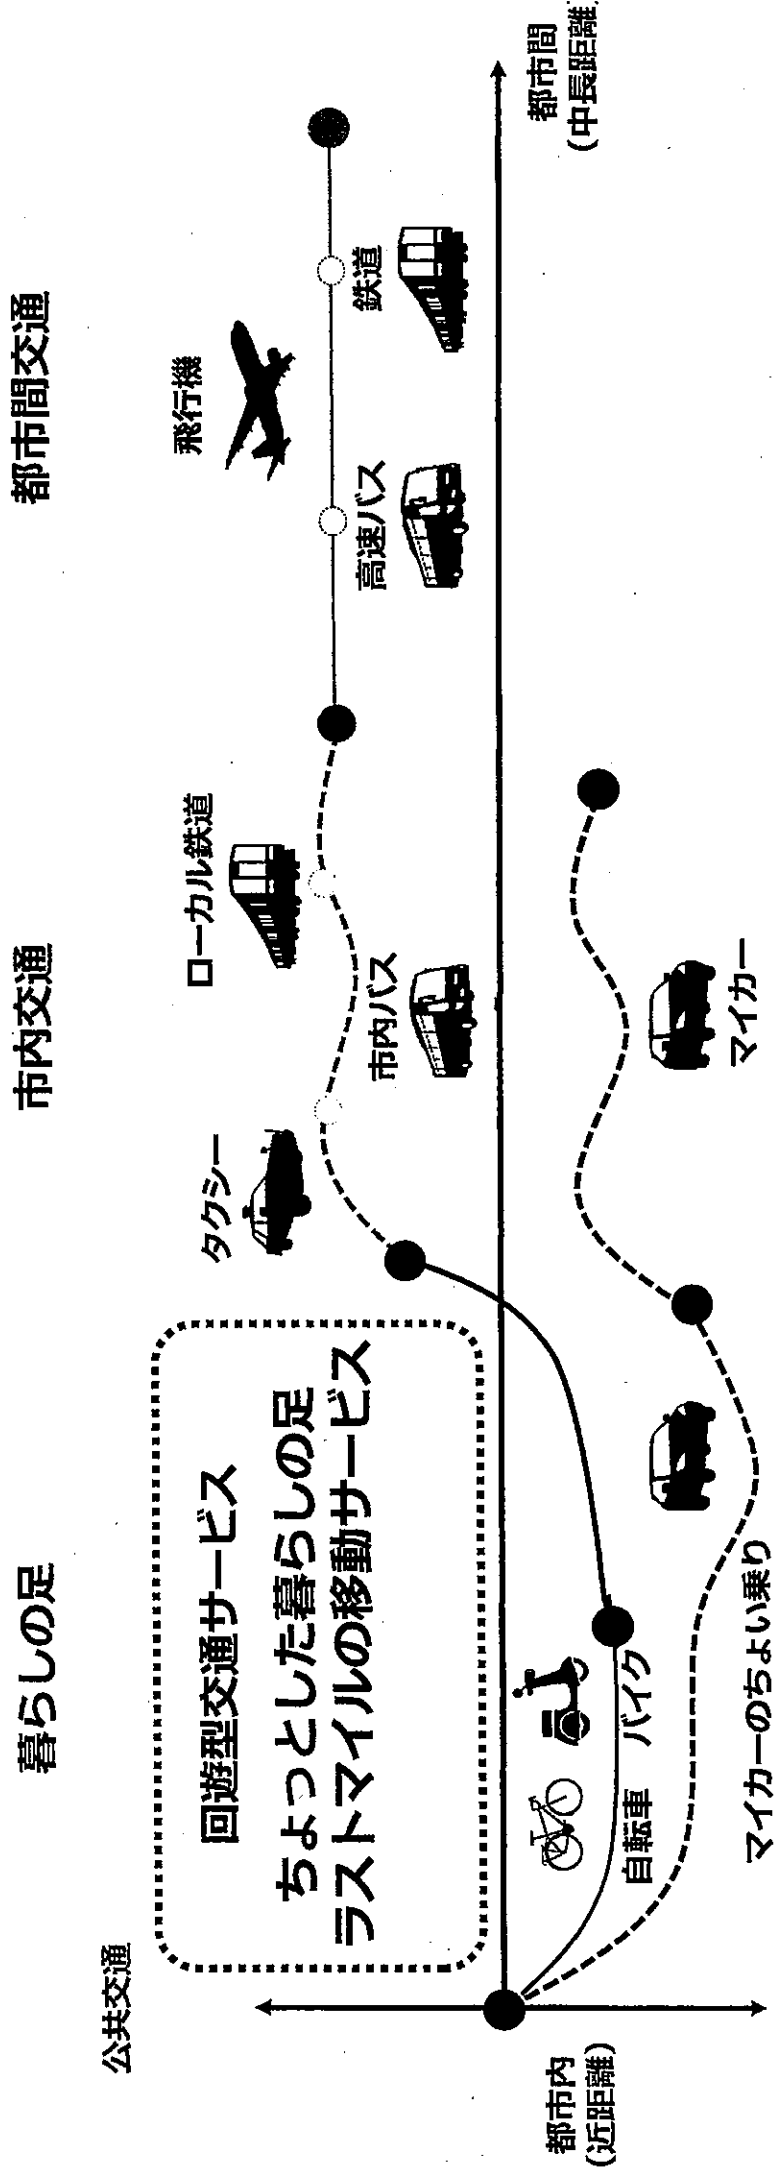 暮らしの足
市内交通
都市間交通
公共交通
回遊型交通サービス
ちょっとした暮らしの足
ラストマイルの移動サービス
タクシー
ローカル鉄道
市内バス
飛行機
高速バス
鉄道
都市内
(近距離)
都市間
(中長距離)
自転車
バイク
マイカーのちょい乗り
マイカー